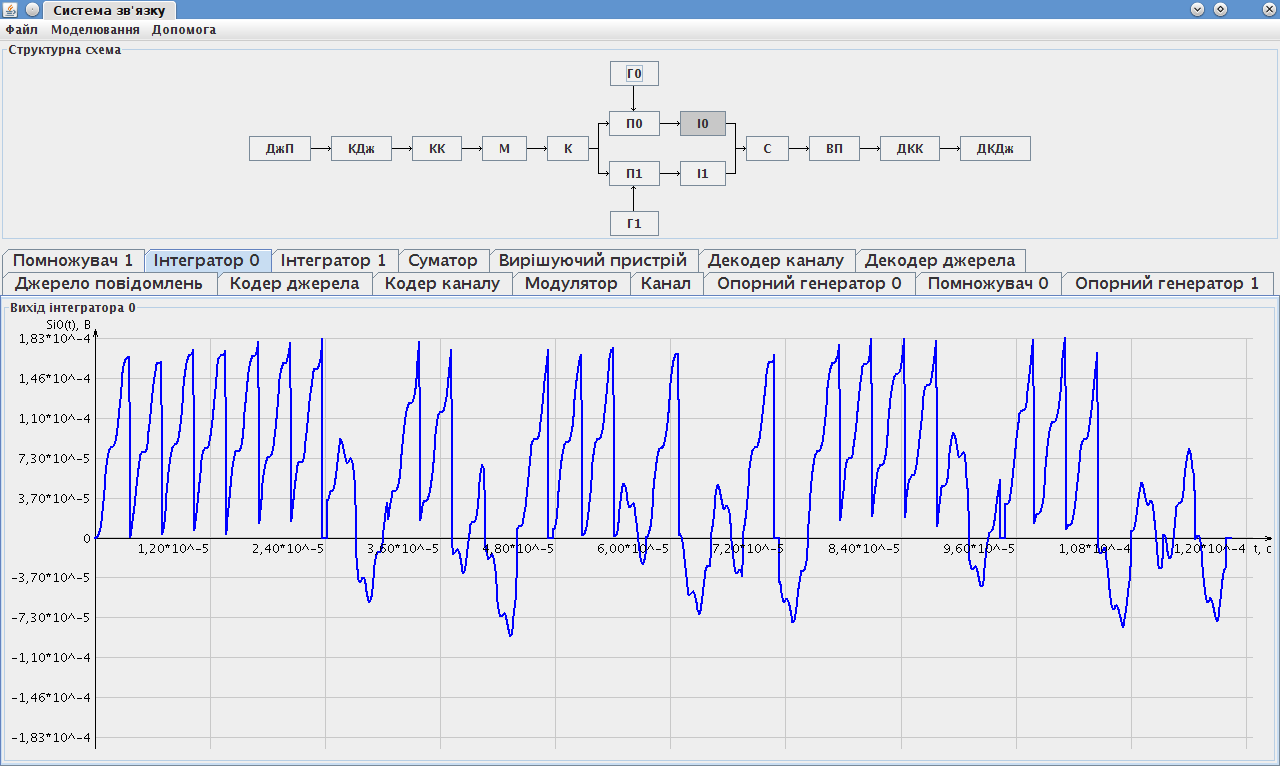 Система зв'язку
Файл Моделювання Допомога
Структурна схема
Г0
П0 І0
ДжП КДж КК М К С ВП ДКК ДКДж
П1 І1
Г1
Помножувач 1 Інтегратор 0 Інтегратор 1 Суматор Вирішуючий пристрій Декодер каналу Декодер джерела
Джерело повідомлень Кодер джерела Кодер каналу Модулятор Канал Опорний генератор 0 Помножувач 0 Опорний генератор 1
Вихід інтегратора 0
Si0(t), В
1,83*10^-4
1,46*10^-4
1,10*10^-4
7,30*10^-5
3,70*10^-5
0
1,20*10^-5 2,40*10^-5 3,60*10^-5 4,80*10^-5 6,00*10^-5 7,20*10^-5 8,40*10^-5 9,60*10^-5 1,08*10^-4 1,20*10^-4 t, с
-3,70*10^-5
-7,30*10^-5
-1,10*10^-4
-1,46*10^-4
-1,83*10^-4